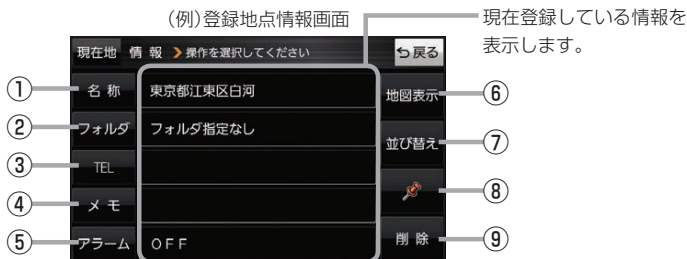 (例)登録地点情報画面
現在登録している情報を
表示します。
現在地 情 報 操作を選択してください 戻る
① 名 称 東京都江東区白河 地図表示 ⑥
② フォルダ フォルダ指定なし 並び替え ⑦
③ TEL ⑧
④ メ モ
⑤ アラーム OFF 削 除 ⑨